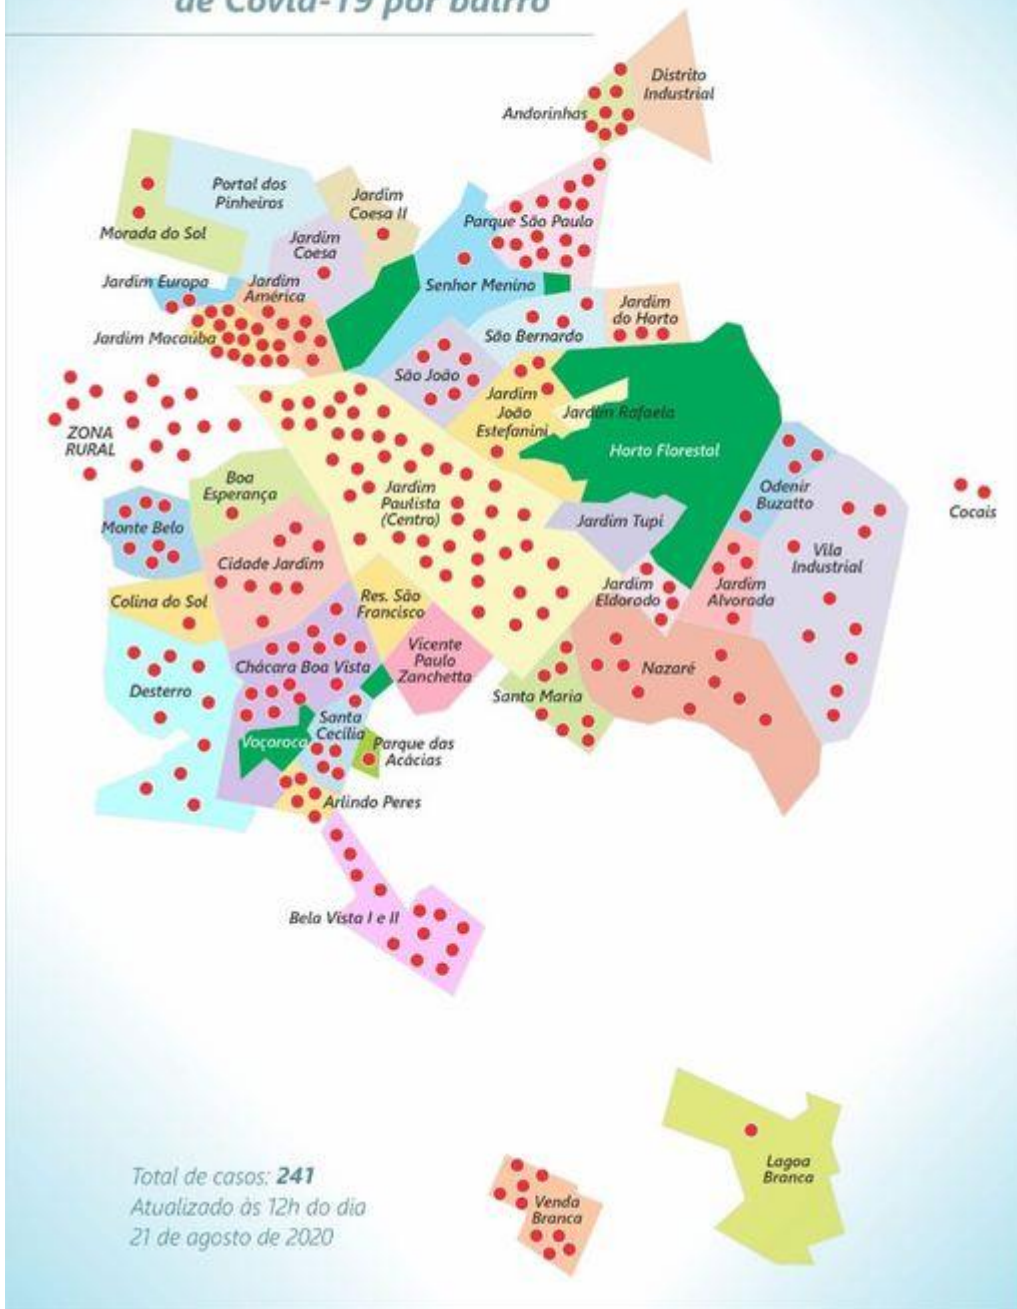 de Covid-19 por bairro
Distrito
Industrial
Andorinhas
Portal dos
Pinheiros
Jardim
Coesa II
Parque São Paulo
Morada do Sol
Jardim
Coesa
Jardim Europa
Jardim
América
Senhor Menino
Jardim
do Horto
Jardim Macaúba
São Bernardo
São João
Jardim
João
Estefanini
Jardim Rafaela
ZONA
RURAL
Horto Florestal
Boa
Esperança
Jardim
Paulista
(Centro)
Odenir
Buzatto
Cocais
Monte Belo
Jardim Tupi
Vila
Industrial
Cidade Jardim
Colina do Sol
Res. São
Francisco
Jardim
Eldorado
Jardim
Alvorada
Vicente
Paulo
Zanchetta
Chácara Boa Vista
Nazaré
Desterro
Santa Maria
Santa
Cecília
Voçoroca
Parque das
Acácias
Arlindo Peres
Bela Vista I e II
Lagoa
Branca
Venda
Branca
Total de casos: 241
Atualizado às 12h do dia
21 de agosto de 2020